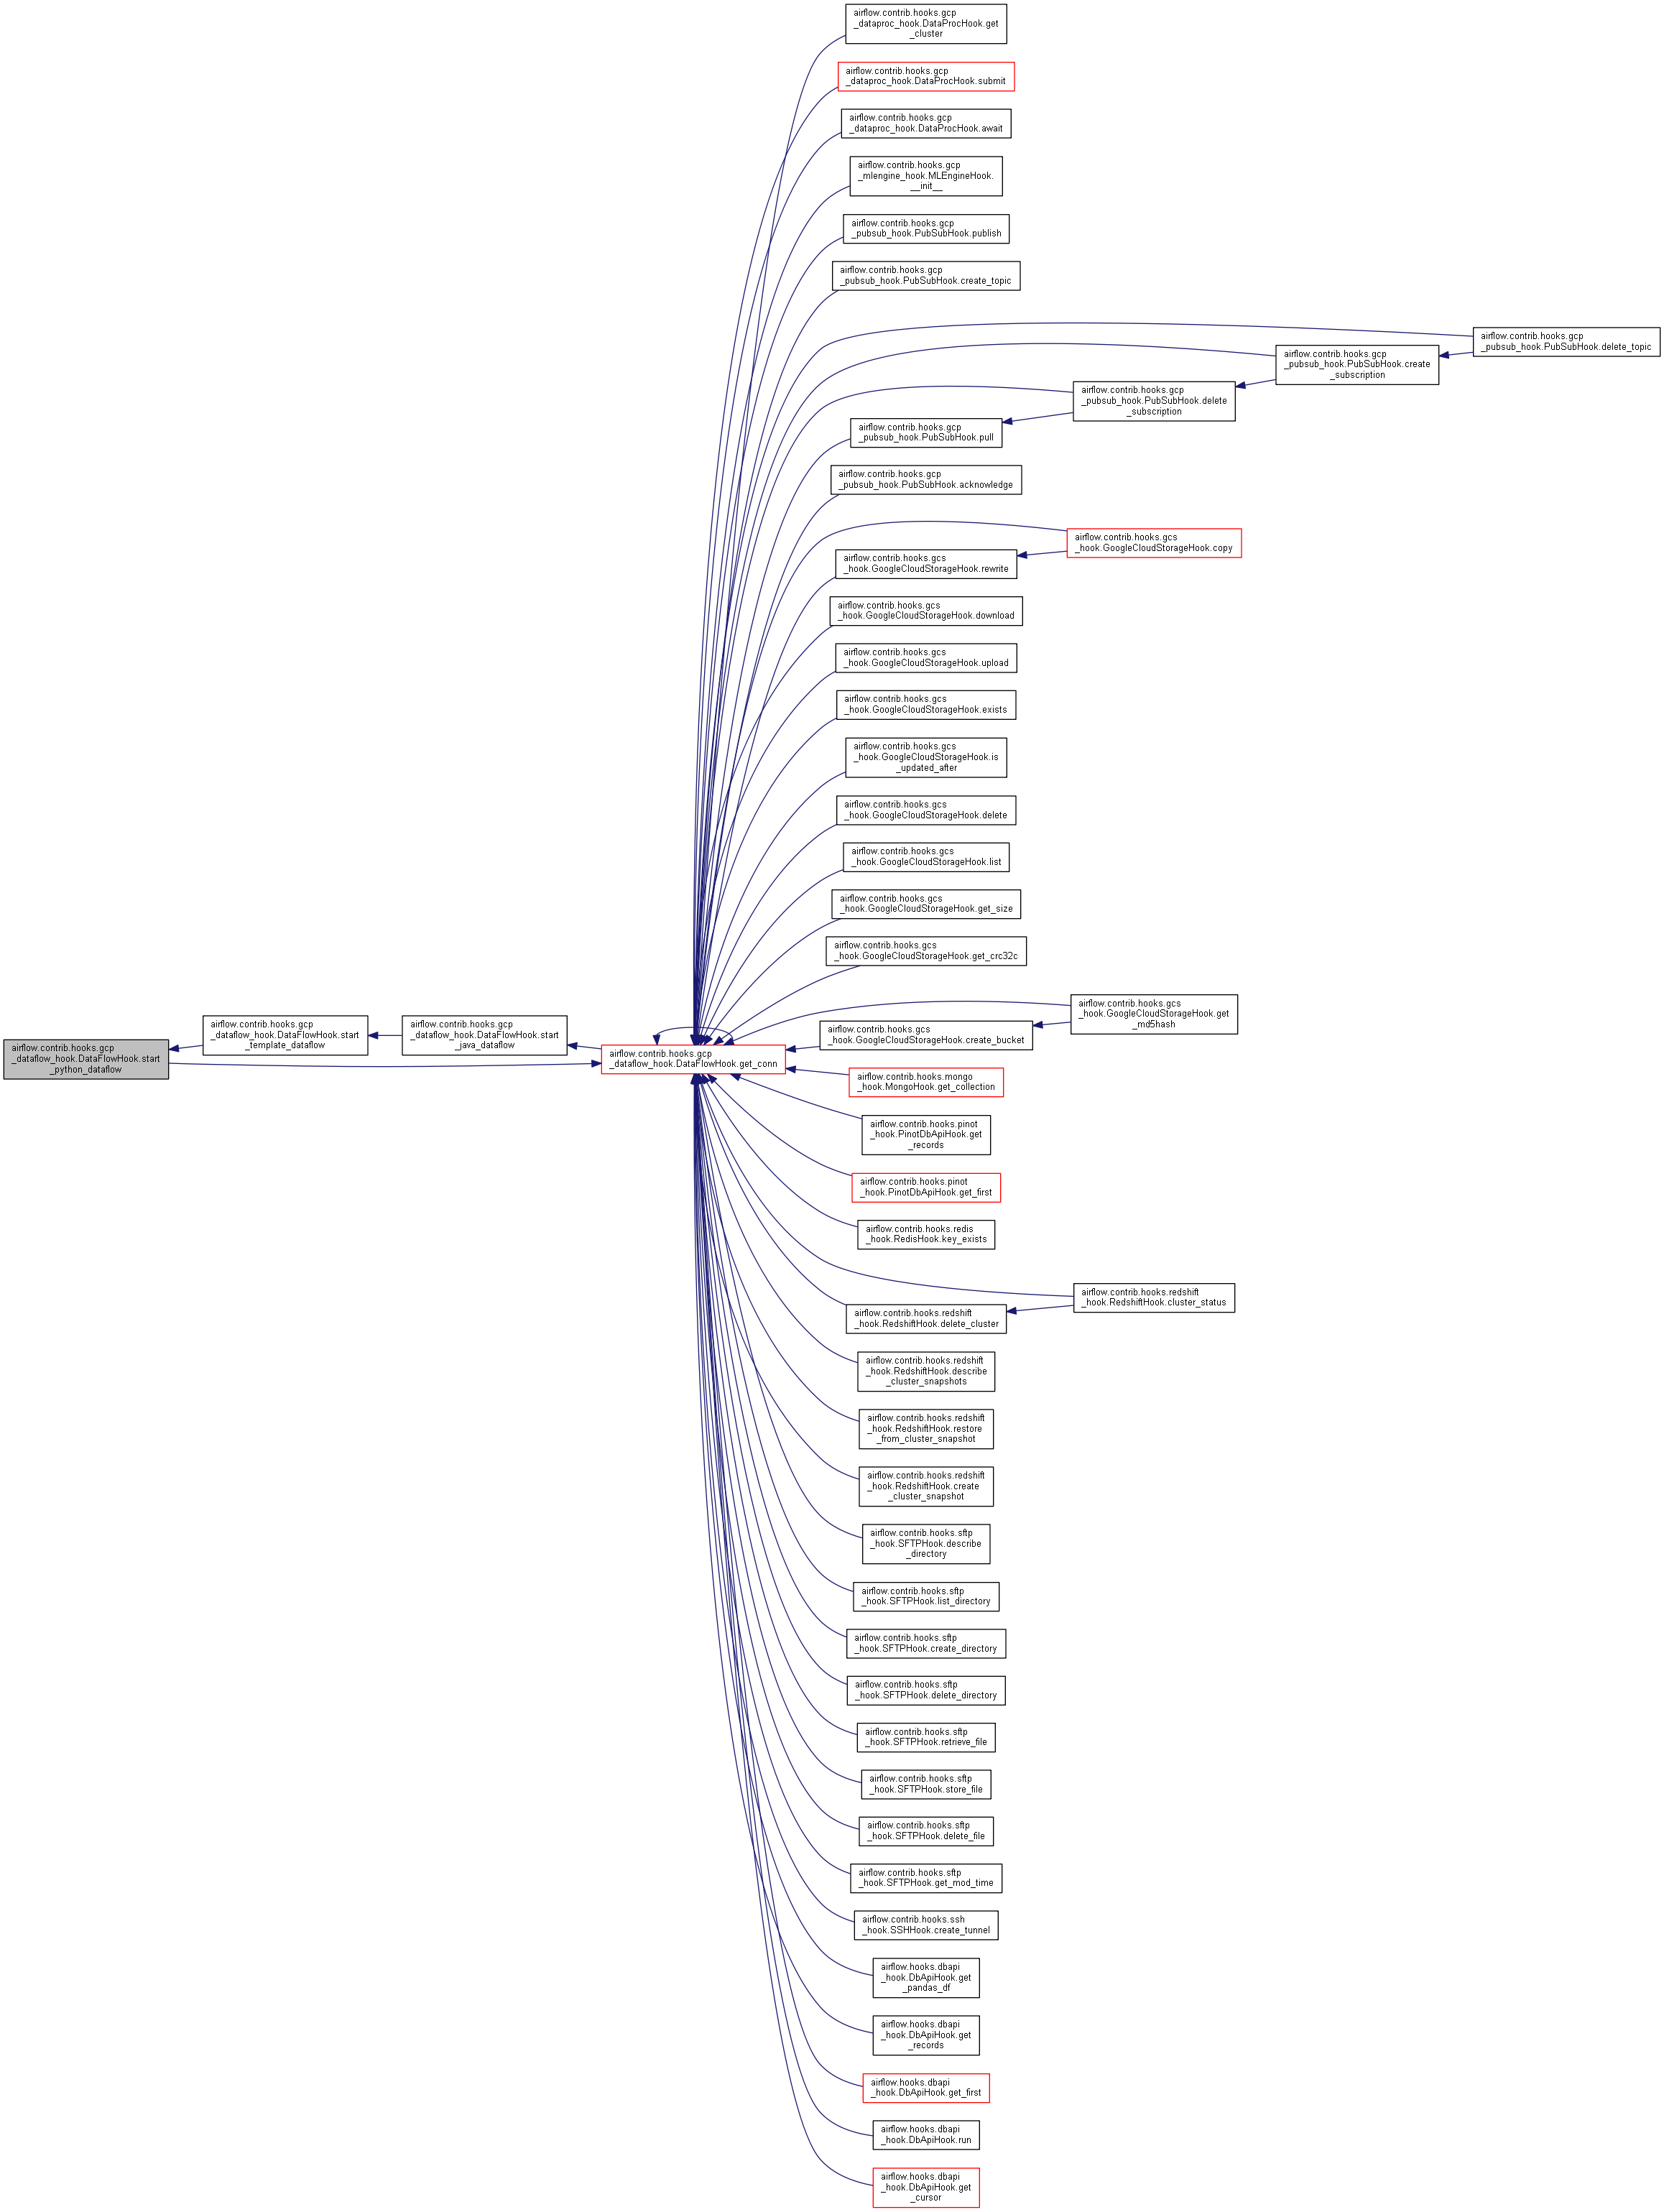 airflow.contrib.hooks.gcp
_dataproc_hook.DataProcHook.get
_cluster
airflow.contrib.hooks.gcp
_dataproc_hook.DataProcHook.submit
airflow.contrib.hooks.gcp
_dataproc_hook.DataProcHook.await
airflow.contrib.hooks.gcp
_mlengine_hook.MLEngineHook.
__init__
airflow.contrib.hooks.gcp
_pubsub_hook.PubSubHook.publish
airflow.contrib.hooks.gcp
_pubsub_hook.PubSubHook.create_topic
airflow.contrib.hooks.gcp
_pubsub_hook.PubSubHook.delete_topic
airflow.contrib.hooks.gcp
_pubsub_hook.PubSubHook.create
_subscription
airflow.contrib.hooks.gcp
_pubsub_hook.PubSubHook.delete
_subscription
airflow.contrib.hooks.gcp
_pubsub_hook.PubSubHook.pull
airflow.contrib.hooks.gcp
_pubsub_hook.PubSubHook.acknowledge
airflow.contrib.hooks.gcs
_hook.GoogleCloudStorageHook.copy
airflow.contrib.hooks.gcs
_hook.GoogleCloudStorageHook.rewrite
airflow.contrib.hooks.gcs
_hook.GoogleCloudStorageHook.download
airflow.contrib.hooks.gcs
_hook.GoogleCloudStorageHook.upload
airflow.contrib.hooks.gcs
_hook.GoogleCloudStorageHook.exists
airflow.contrib.hooks.gcs
_hook.GoogleCloudStorageHook.is
_updated_after
airflow.contrib.hooks.gcs
_hook.GoogleCloudStorageHook.delete
airflow.contrib.hooks.gcs
_hook.GoogleCloudStorageHook.list
airflow.contrib.hooks.gcs
_hook.GoogleCloudStorageHook.get_size
airflow.contrib.hooks.gcs
_hook.GoogleCloudStorageHook.get_crc32c
airflow.contrib.hooks.gcs
_hook.GoogleCloudStorageHook.get
_md5hash
airflow.contrib.hooks.gcs
_hook.GoogleCloudStorageHook.create_bucket
airflow.contrib.hooks.gcp
_dataflow_hook.DataFlowHook.start
_python_dataflow
airflow.contrib.hooks.gcp
_dataflow_hook.DataFlowHook.start
_template_dataflow
airflow.contrib.hooks.gcp
_dataflow_hook.DataFlowHook.start
_java_dataflow
airflow.contrib.hooks.gcp
_dataflow_hook.DataFlowHook.get_conn
airflow.contrib.hooks.mongo
_hook.MongoHook.get_collection
airflow.contrib.hooks.pinot
_hook.PinotDbApiHook.get
_records
airflow.contrib.hooks.pinot
_hook.PinotDbApiHook.get_first
airflow.contrib.hooks.redis
_hook.RedisHook.key_exists
airflow.contrib.hooks.redshift
_hook.RedshiftHook.cluster_status
airflow.contrib.hooks.redshift
_hook.RedshiftHook.delete_cluster
airflow.contrib.hooks.redshift
_hook.RedshiftHook.describe
_cluster_snapshots
airflow.contrib.hooks.redshift
_hook.RedshiftHook.restore
_from_cluster_snapshot
airflow.contrib.hooks.redshift
_hook.RedshiftHook.create
_cluster_snapshot
airflow.contrib.hooks.sftp
_hook.SFTPHook.describe
_directory
airflow.contrib.hooks.sftp
_hook.SFTPHook.list_directory
airflow.contrib.hooks.sftp
_hook.SFTPHook.create_directory
airflow.contrib.hooks.sftp
_hook.SFTPHook.delete_directory
airflow.contrib.hooks.sftp
_hook.SFTPHook.retrieve_file
airflow.contrib.hooks.sftp
_hook.SFTPHook.store_file
airflow.contrib.hooks.sftp
_hook.SFTPHook.delete_file
airflow.contrib.hooks.sftp
_hook.SFTPHook.get_mod_time
airflow.contrib.hooks.ssh
_hook.SSHHook.create_tunnel
airflow.hooks.dbapi
_hook.DbApiHook.get
_pandas_df
airflow.hooks.dbapi
_hook.DbApiHook.get
_records
airflow.hooks.dbapi
_hook.DbApiHook.get_first
airflow.hooks.dbapi
_hook.DbApiHook.run
airflow.hooks.dbapi
_hook.DbApiHook.get
_cursor